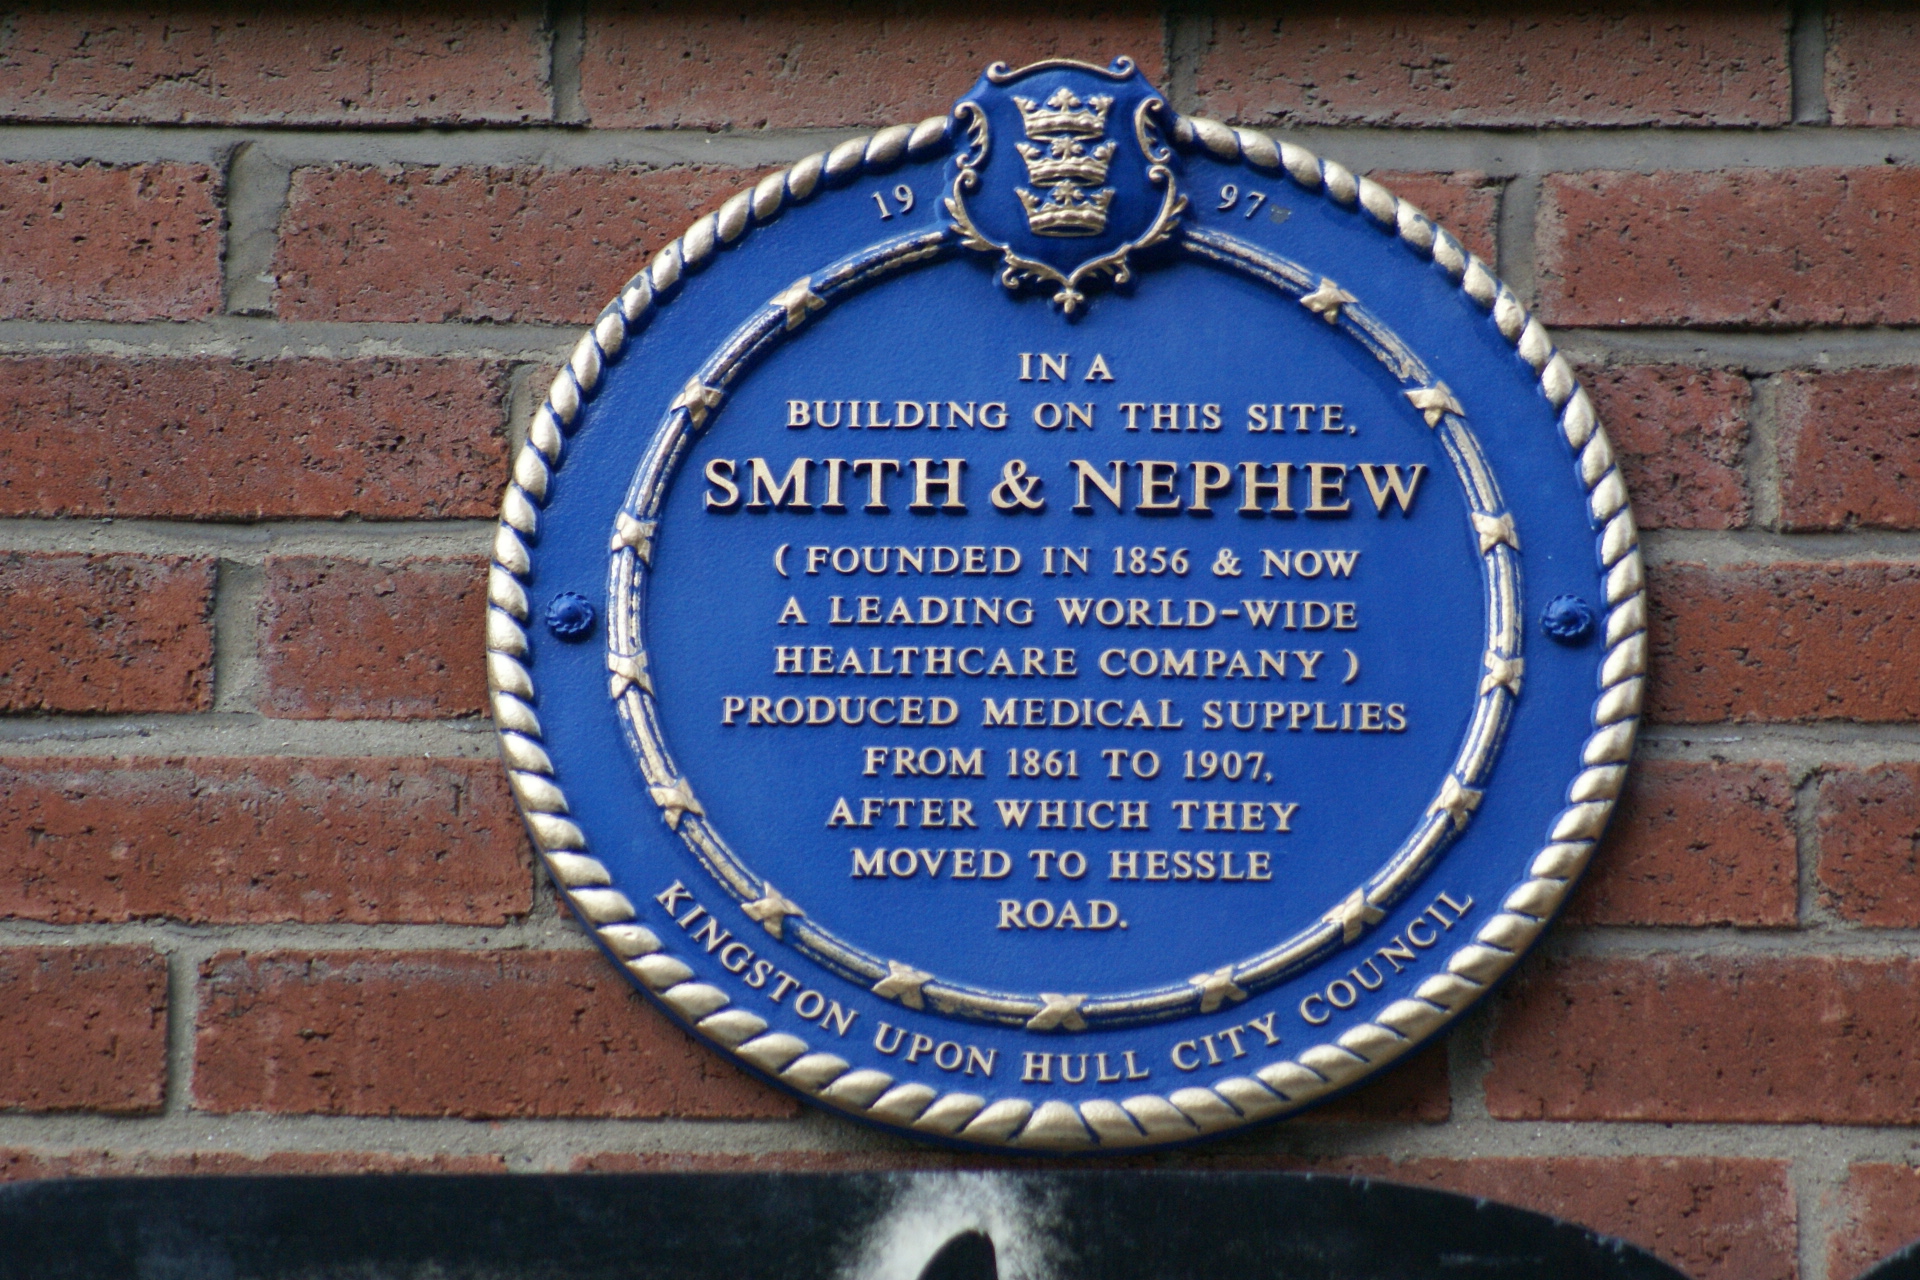 19 97
IN A
BUILDING ON THIS SITE,
SMITH & NEPHEW
( FOUNDED IN 1856 & NOW
A LEADING WORLD-WIDE
HEALTHCARE COMPANY )
PRODUCED MEDICAL SUPPLIES
FROM 1861 TO 1907,
AFTER WHICH THEY
MOVED TO HESSLE
ROAD.
KINGSTON UPON HULL CITY COUNCIL